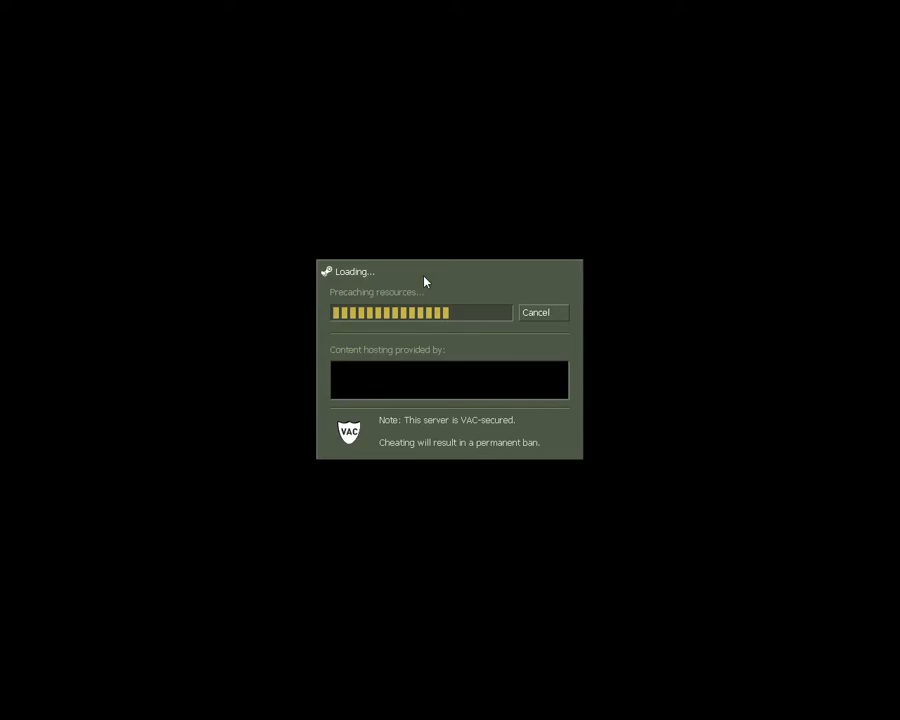 Loading...
Precaching resources...
Cancel
Content hosting provided by:
Note: This server is VAC-secured.
VAC
Cheating will result in a permanent ban.